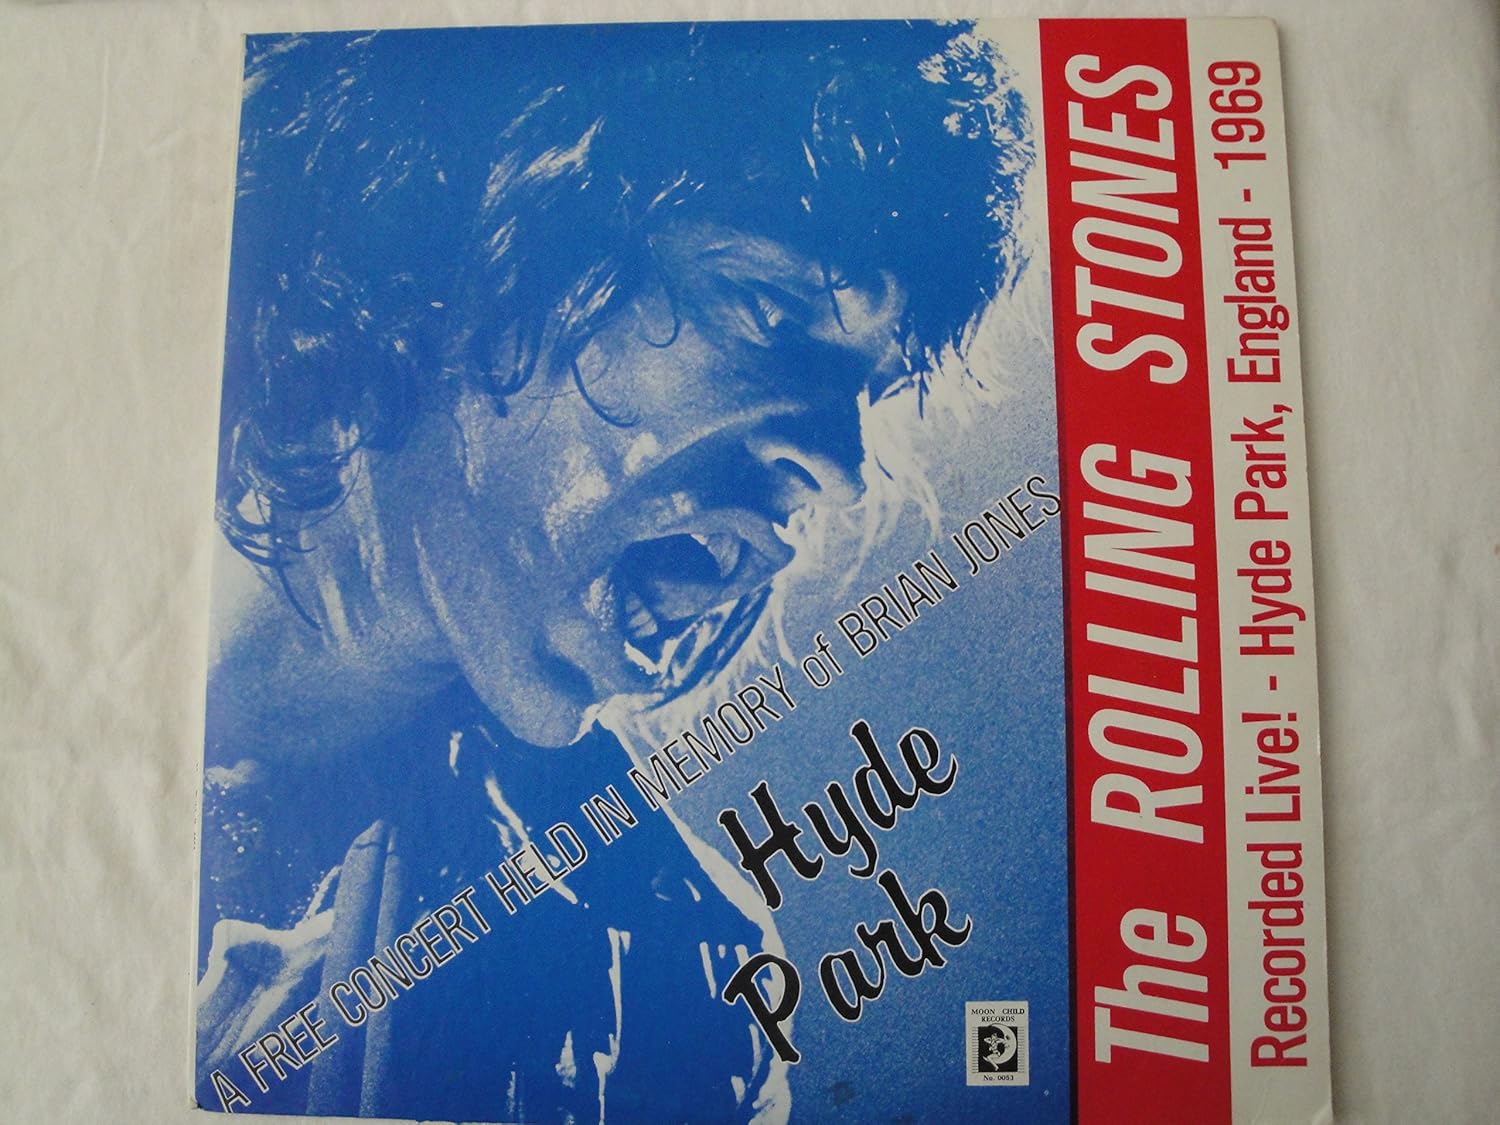 The ROLLING STONES
Recorded Live! - Hyde Park, England - 1969
A FREE CONCERT HELD IN MEMORY of BRIAN JONES
Hyde
Park
MOON CHILD
RECORDS
No. 0053